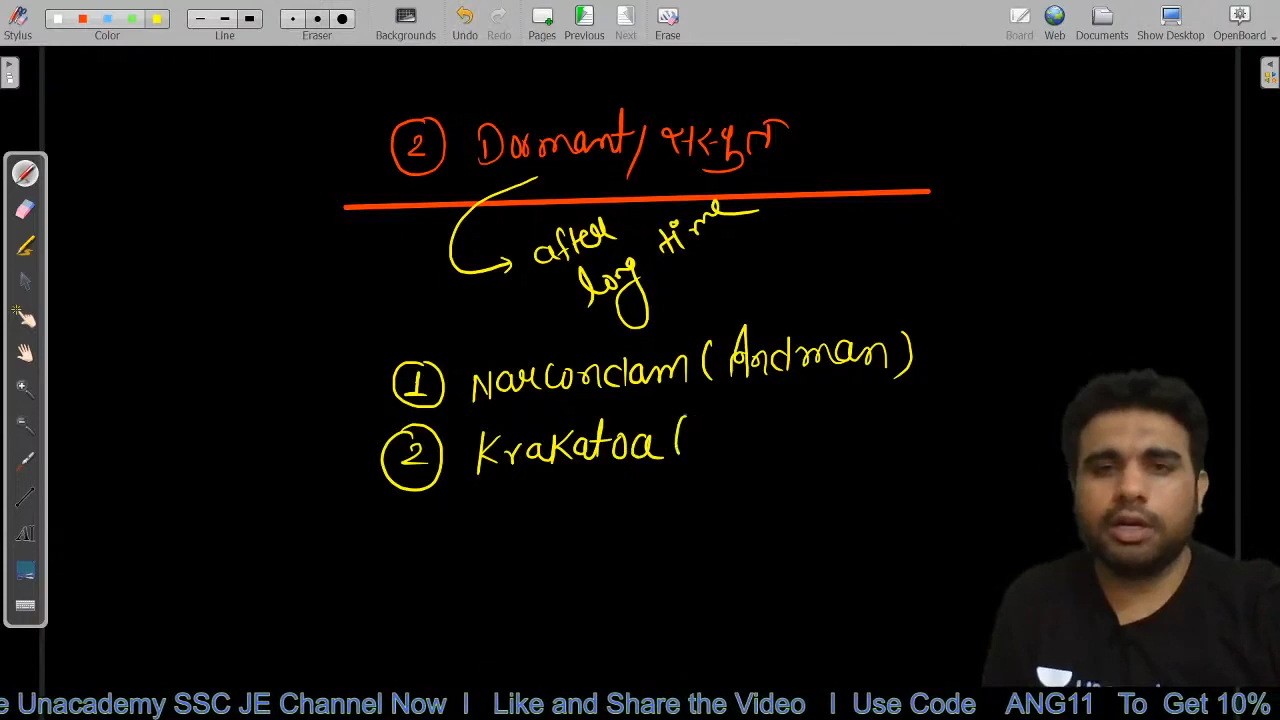 Stylus
Color
Line
Eraser
Backgrounds
Undo
Redo
Pages
Previous
Next
Erase
Board
Web
Documents
Show Desktop
OpenBoard
② Dormant/
after
long time
① Narcondam (Andman)
② Krakatoa (
e Unacademy SSC JE Channel Now I Like and Share the Video I Use Code ANG11 To Get 10%